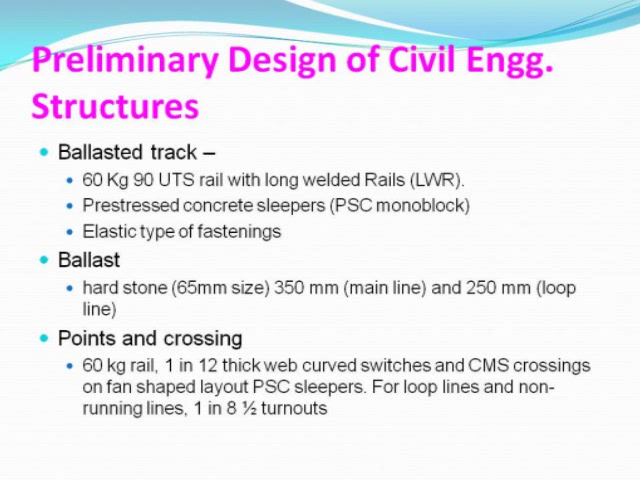 Preliminary Design of Civil Engg.
Structures
Ballasted track –
60 Kg 90 UTS rail with long welded Rails (LWR).
Prestressed concrete sleepers (PSC monoblock)
Elastic type of fastenings
Ballast
hard stone (65mm size) 350 mm (main line) and 250 mm (loop
line)
Points and crossing
60 kg rail, 1 in 12 thick web curved switches and CMS crossings
on fan shaped layout PSC sleepers. For loop lines and non-
running lines, 1 in 8 ½ turnouts